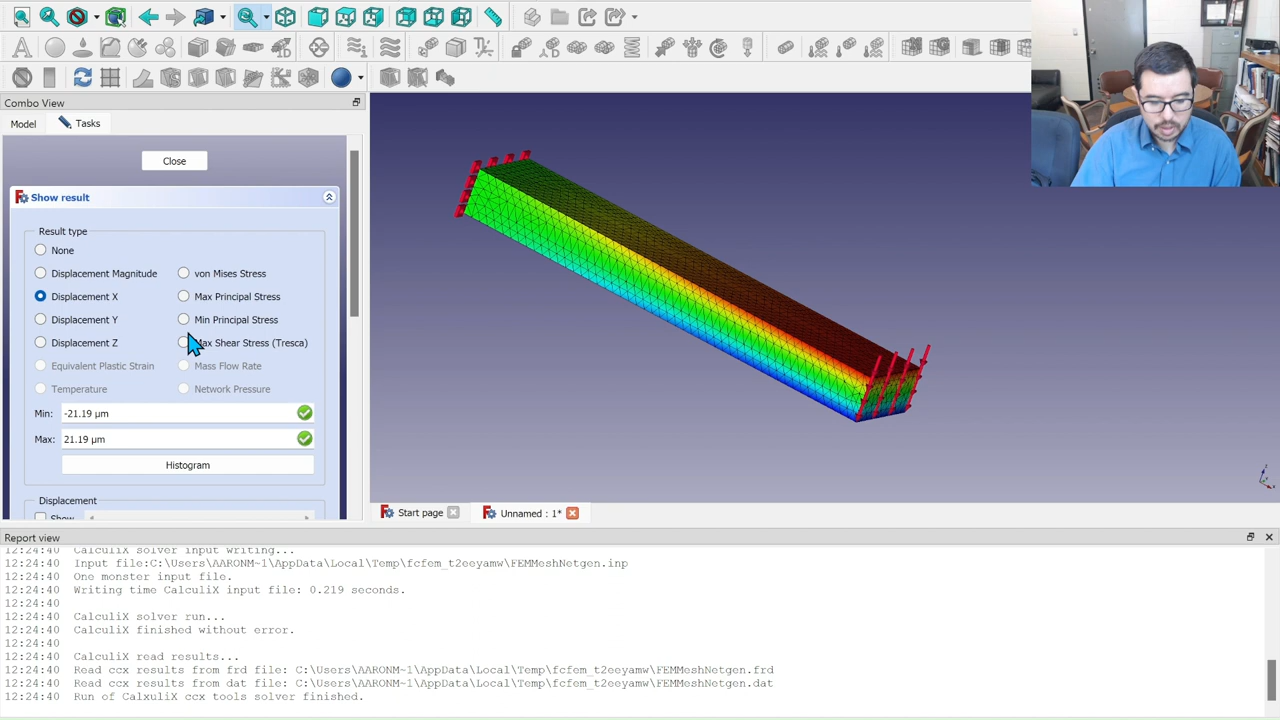 Combo View
Model
Tasks
Close
Show result
Result type
None
Displacement Magnitude
von Mises Stress
Displacement X
Max Principal Stress
Displacement Y
Min Principal Stress
Displacement Z
Max Shear Stress (Tresca)
Equivalent Plastic Strain
Mass Flow Rate
Temperature
Network Pressure
Min:
-21.19 µm
Max:
21.19 µm
Histogram
Displacement
Show
Start page
Unnamed : 1*
Report view
12:24:40 CalculiX solver input writing...
12:24:40 Input file:C:\Users\AARONM~1\AppData\Local\Temp\fcfem_t2eeyamw\FEMMeshNetgen.inp
12:24:40 One monster input file.
12:24:40 Writing time CalculiX input file: 0.219 seconds.
12:24:40
12:24:40 CalculiX solver run...
12:24:40 CalculiX finished without error.
12:24:40
12:24:40 CalculiX read results...
12:24:40 Read ccx results from frd file: C:\Users\AARONM~1\AppData\Local\Temp\fcfem_t2eeyamw\FEMMeshNetgen.frd
12:24:40 Read ccx results from dat file: C:\Users\AARONM~1\AppData\Local\Temp\fcfem_t2eeyamw\FEMMeshNetgen.dat
12:24:40 Run of CalxuliX ccx tools solver finished.